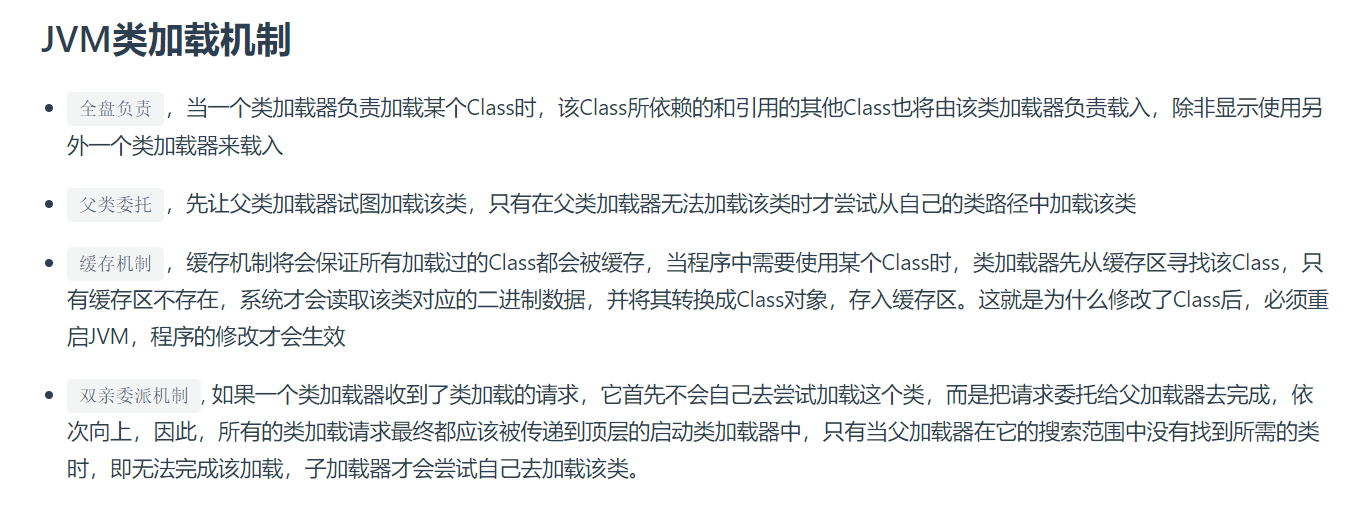 JVM类加载机制
全盘负责 ，当一个类加载器负责加载某个Class时，该Class所依赖的和引用的其他Class也将由该类加载器负责载入，除非显示使用另
外一个类加载器来载入
父类委托 ，先让父类加载器试图加载该类，只有在父类加载器无法加载该类时才尝试从自己的类路径中加载该类
缓存机制 ，缓存机制将会保证所有加载过的Class都会被缓存，当程序中需要使用某个Class时，类加载器先从缓存区寻找该Class，只
有缓存区不存在，系统才会读取该类对应的二进制数据，并将其转换成Class对象，存入缓存区。这就是为什么修改了Class后，必须重
启JVM，程序的修改才会生效
双亲委派机制 , 如果一个类加载器收到了类加载的请求，它首先不会自己去尝试加载这个类，而是把请求委托给父加载器去完成，依
次向上，因此，所有的类加载请求最终都应该被传递到顶层的启动类加载器中，只有当父加载器在它的搜索范围中没有找到所需的类
时，即无法完成该加载，子加载器才会尝试自己去加载该类。